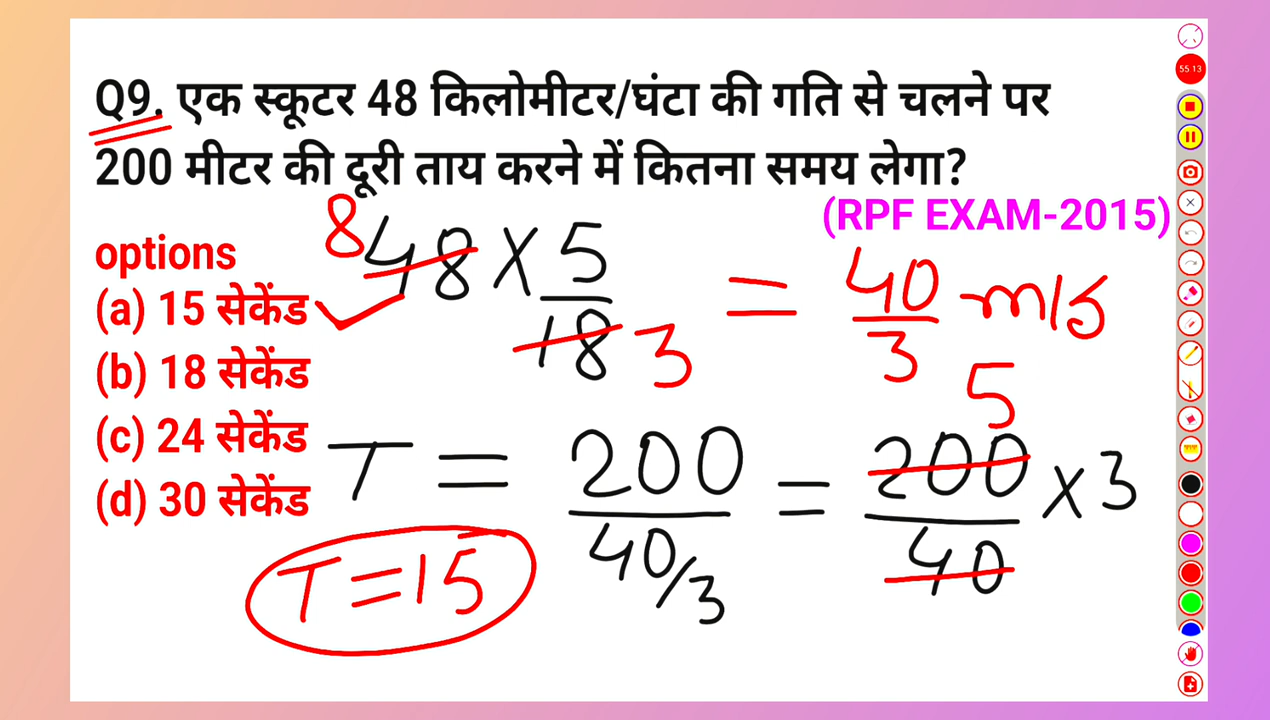 Q9. एक स्कूटर 48 किलोमीटर/घंटा की गति से चलने पर
200 मीटर की दूरी ताय करने में कितना समय लेगा?
(RPF EXAM-2015)
options
(a) 15 सेकेंड
(b) 18 सेकेंड
(c) 24 सेकेंड
(d) 30 सेकेंड
8
48 × 5
18 3
= 40
3
m/s
5
T = 200 = 200 × 3
40/3 40
T = 15
55.13